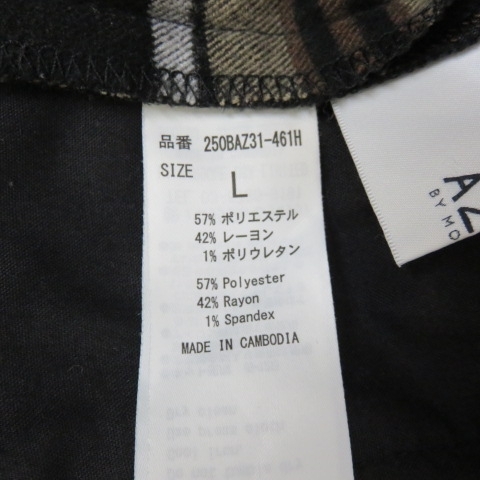 品番 250BAZ31-461H
SIZE
L
57% ポリエステル
42% レーヨン
1% ポリウレタン
57% Polyester
42% Rayon
1% Spandex
MADE IN CAMBODIA
AZ
BY MO